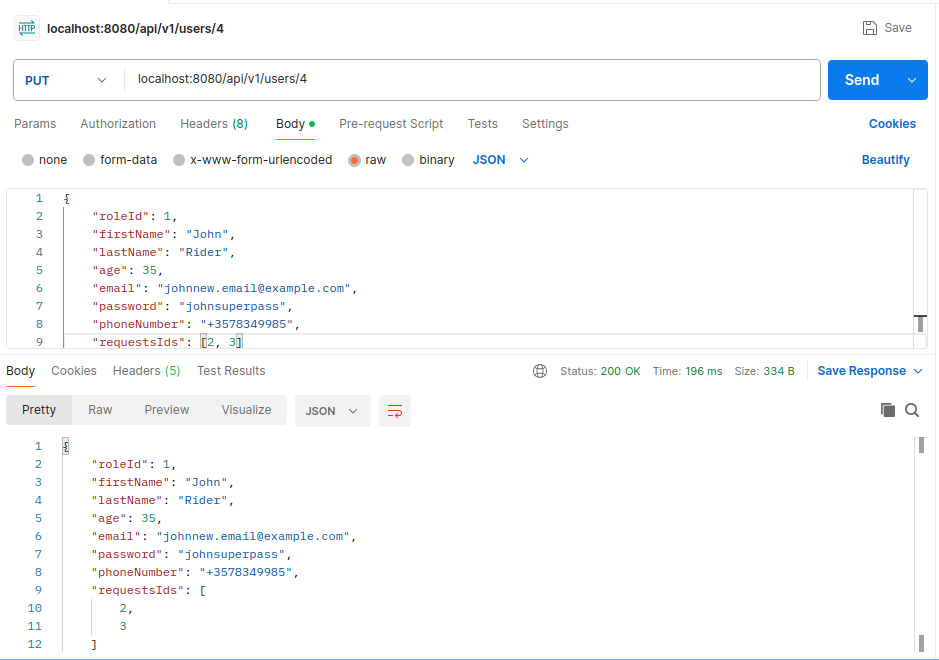 HTTP localhost:8080/api/v1/users/4 Save
PUT localhost:8080/api/v1/users/4 Send
Params Authorization Headers (8) Body Pre-request Script Tests Settings Cookies
none form-data x-www-form-urlencoded raw binary JSON Beautify
1 {
2 "roleId": 1,
3 "firstName": "John",
4 "lastName": "Rider",
5 "age": 35,
6 "email": "johnnew.email@example.com",
7 "password": "johnsuperpass",
8 "phoneNumber": "+3578349985",
9 "requestsIds": [2, 3]
Body Cookies Headers (5) Test Results Status: 200 OK Time: 196 ms Size: 334 B Save Response
Pretty Raw Preview Visualize JSON
1 {
2 "roleId": 1,
3 "firstName": "John",
4 "lastName": "Rider",
5 "age": 35,
6 "email": "johnnew.email@example.com",
7 "password": "johnsuperpass",
8 "phoneNumber": "+3578349985",
9 "requestsIds": [
10 2,
11 3
12 ]